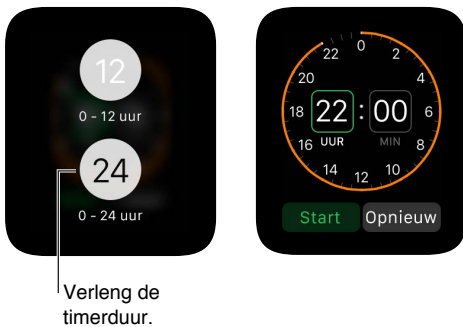 12
0 - 12 uur
24
0 - 24 uur
Verleng de
timerduur.
0
2
4
6
8
10
12
14
16
18
20
22
22 : 00
UUR MIN
Start Opnieuw